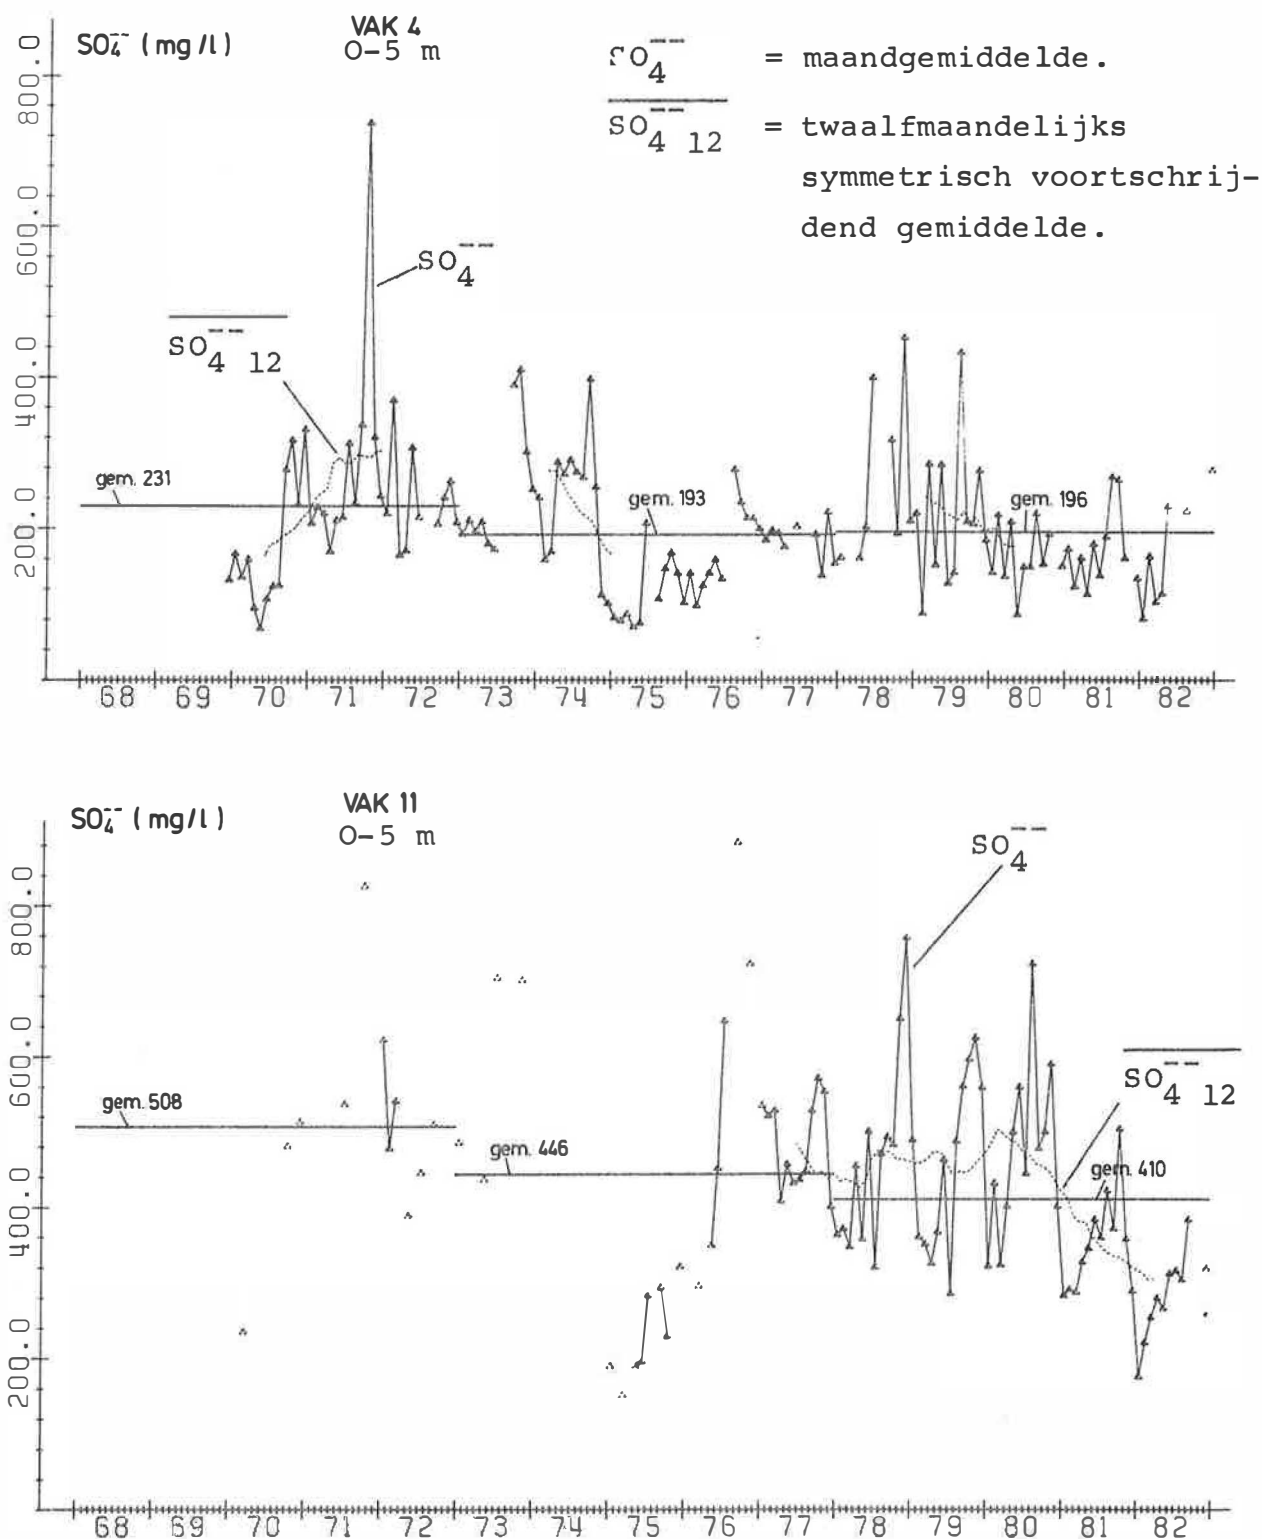 SO₄⁻⁻ (mg/l)
VAK 4
0-5 m
SO₄⁻⁻ = maandgemiddelde.
SO₄⁻⁻ 12 = twaalfmaandelijks
symmetrisch voortschrij-
dend gemiddelde.
800.0
600.0
400.0
200.0
SO₄⁻⁻
SO₄⁻⁻ 12
gem. 231
gem. 193
gem. 196
68 69 70 71 72 73 74 75 76 77 78 79 80 81 82
SO₄⁻⁻ (mg/l)
VAK 11
0-5 m
800.0
600.0
400.0
200.0
SO₄⁻⁻
SO₄⁻⁻ 12
gem. 508
gem. 446
gem. 410
68 69 70 71 72 73 74 75 76 77 78 79 80 81 82